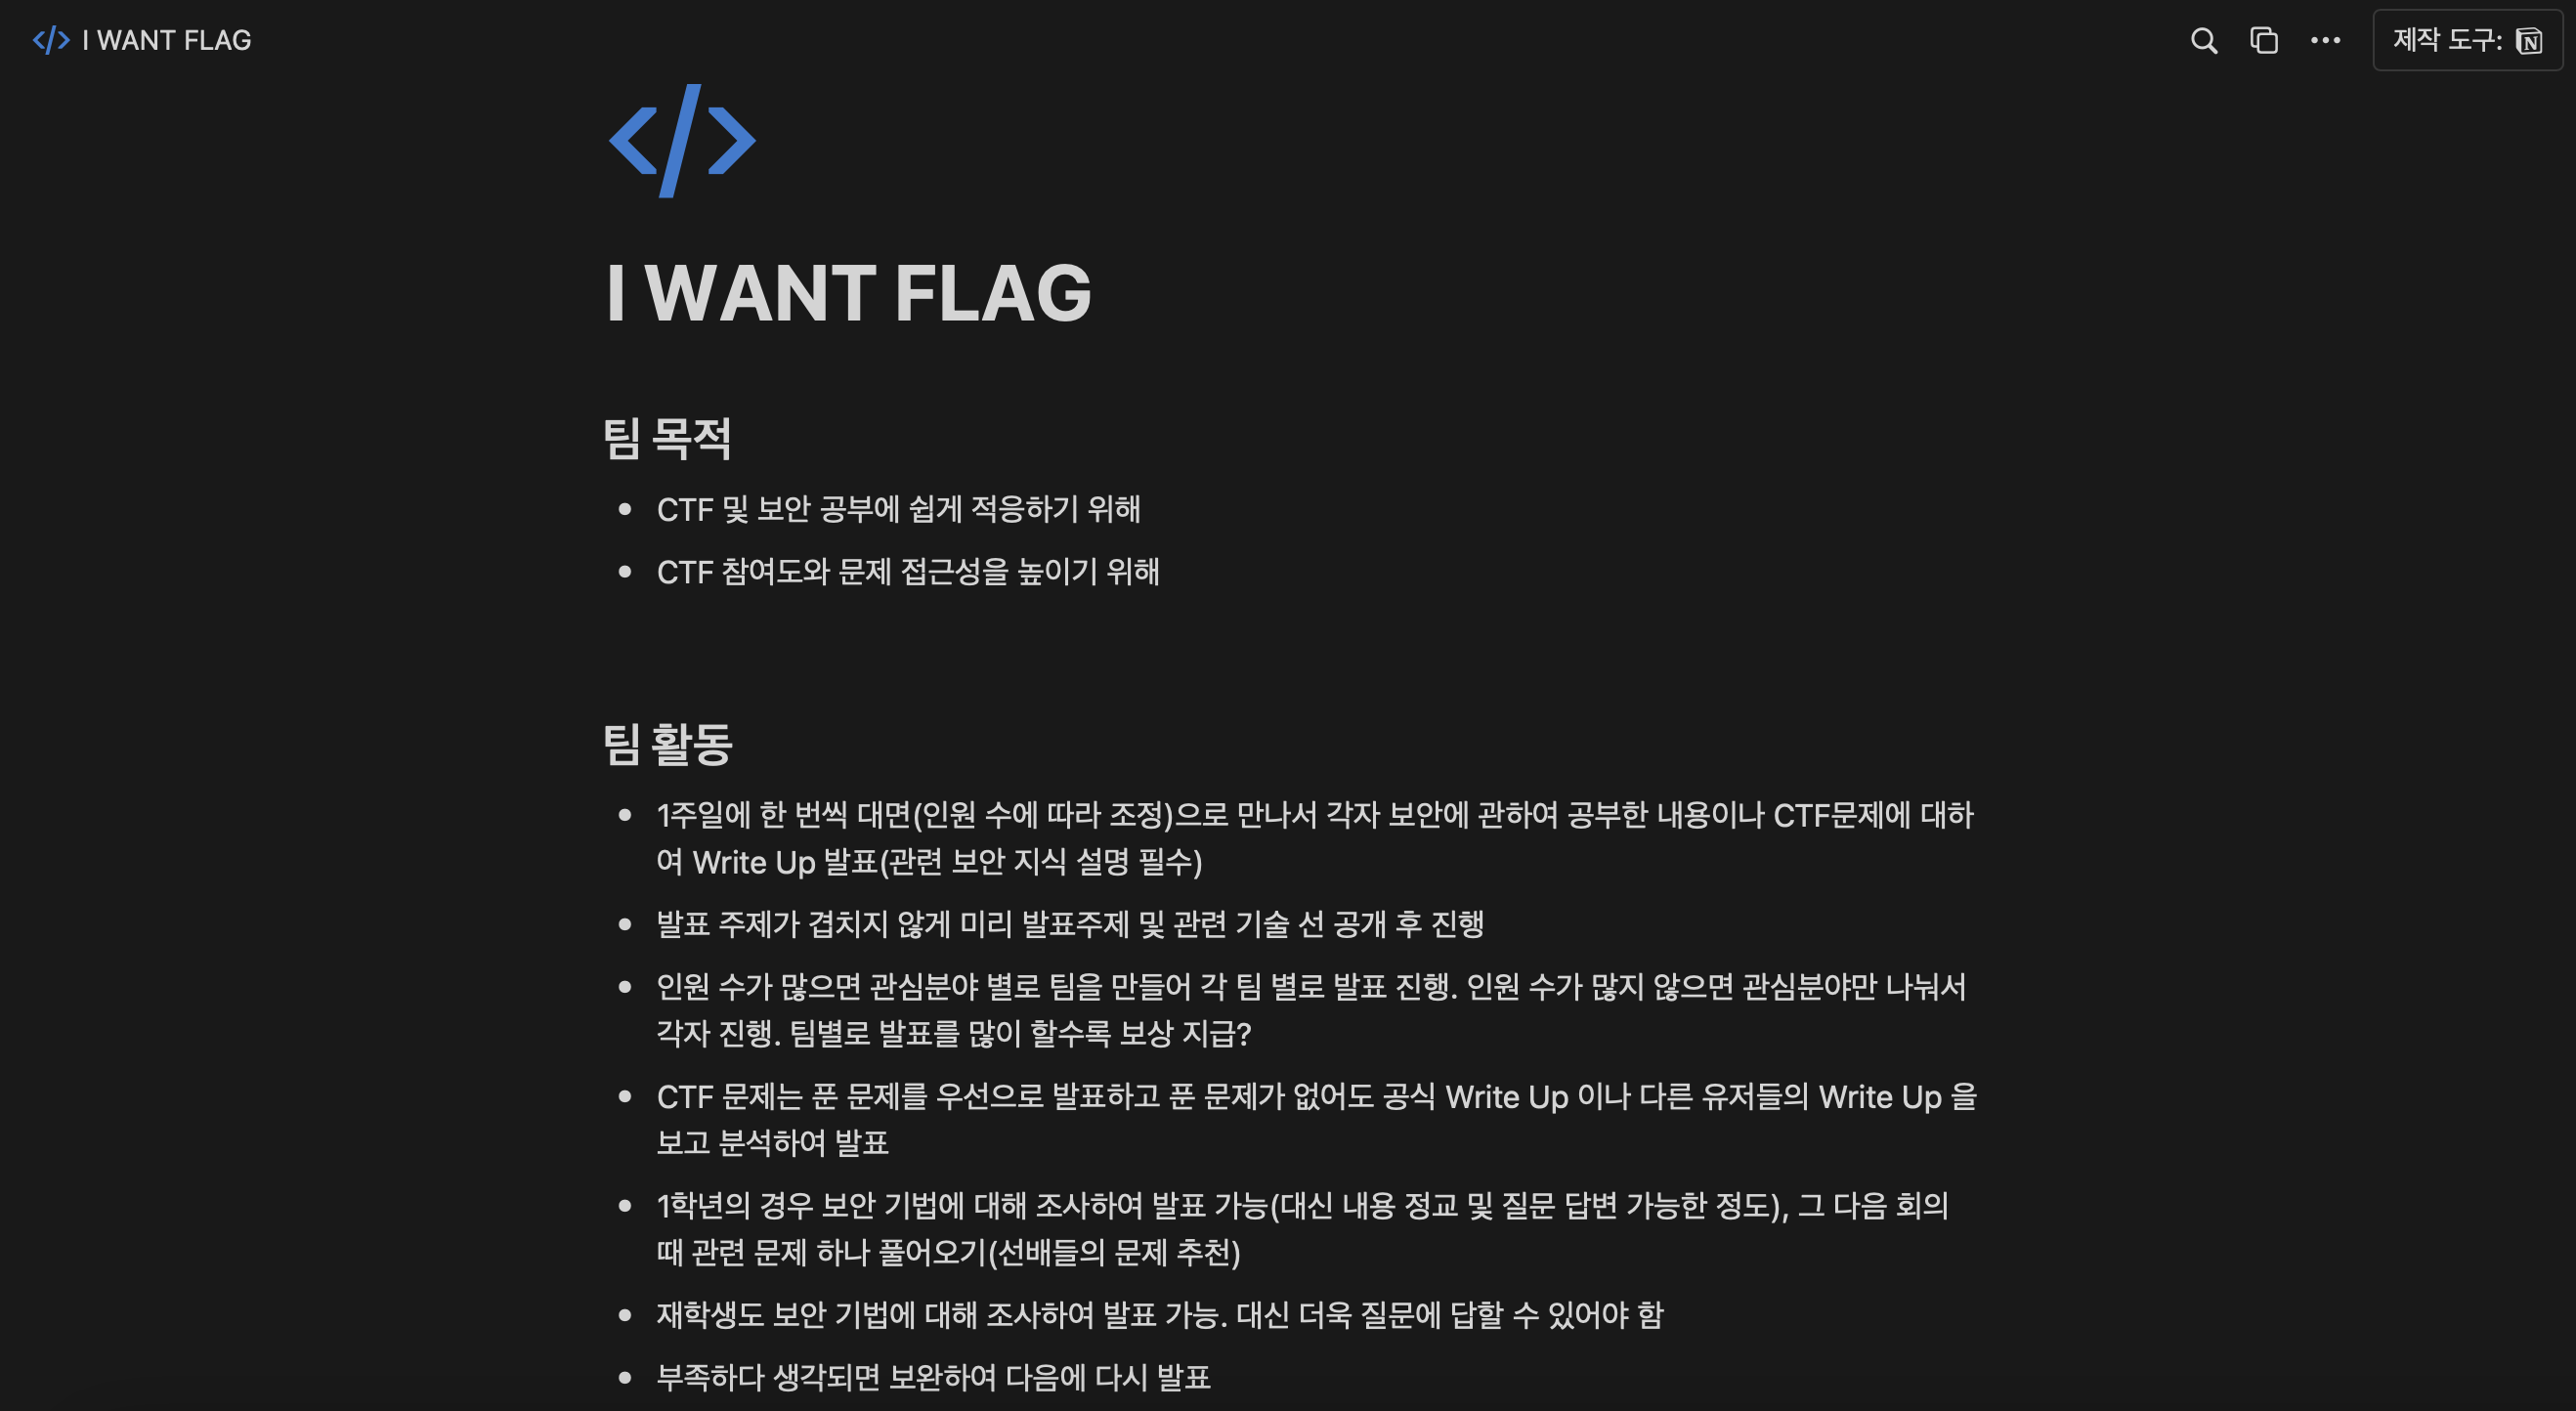 I WANT FLAG
제작 도구:
I WANT FLAG
팀 목적
CTF 및 보안 공부에 쉽게 적응하기 위해
CTF 참여도와 문제 접근성을 높이기 위해
팀 활동
1주일에 한 번씩 대면(인원 수에 따라 조정)으로 만나서 각자 보안에 관하여 공부한 내용이나 CTF문제에 대하
여 Write Up 발표(관련 보안 지식 설명 필수)
발표 주제가 겹치지 않게 미리 발표주제 및 관련 기술 선 공개 후 진행
인원 수가 많으면 관심분야 별로 팀을 만들어 각 팀 별로 발표 진행. 인원 수가 많지 않으면 관심분야만 나눠서
각자 진행. 팀별로 발표를 많이 할수록 보상 지급?
CTF 문제는 푼 문제를 우선으로 발표하고 푼 문제가 없어도 공식 Write Up 이나 다른 유저들의 Write Up 을
보고 분석하여 발표
1학년의 경우 보안 기법에 대해 조사하여 발표 가능(대신 내용 정교 및 질문 답변 가능한 정도), 그 다음 회의
때 관련 문제 하나 풀어오기(선배들의 문제 추천)
재학생도 보안 기법에 대해 조사하여 발표 가능. 대신 더욱 질문에 답할 수 있어야 함
부족하다 생각되면 보완하여 다음에 다시 발표